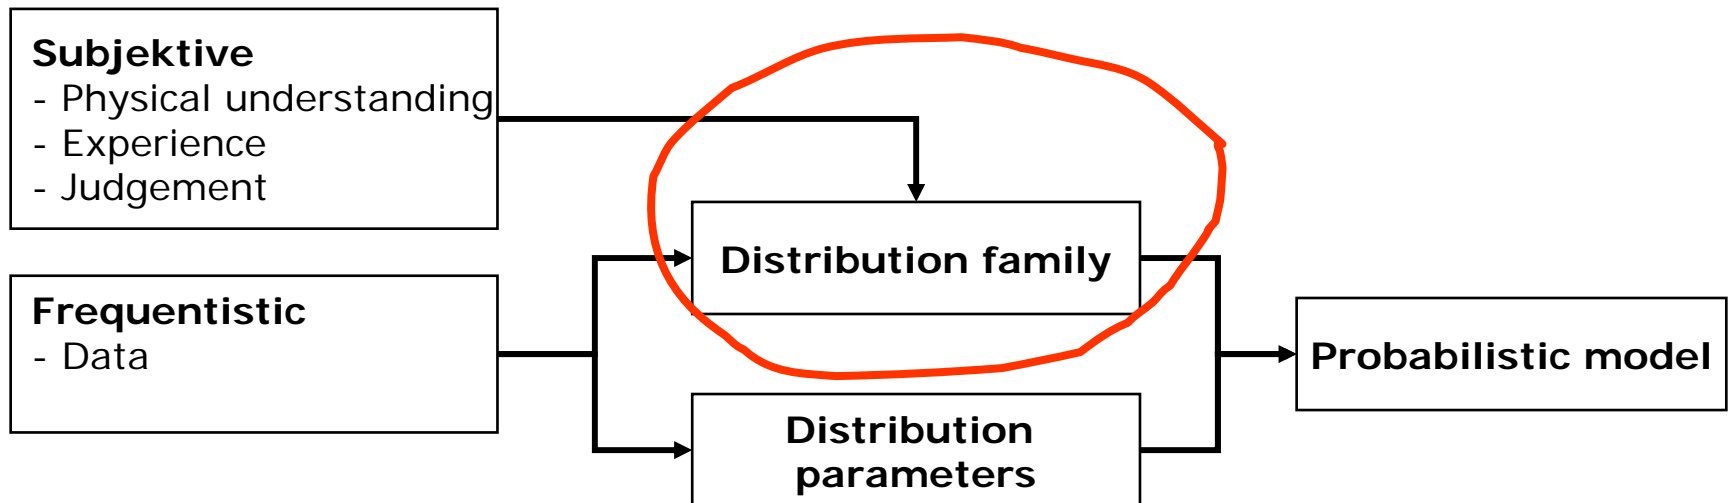 Subjektive
- Physical understanding
- Experience
- Judgement
Frequentistic
- Data
Distribution family
Distribution
parameters
Probabilistic model